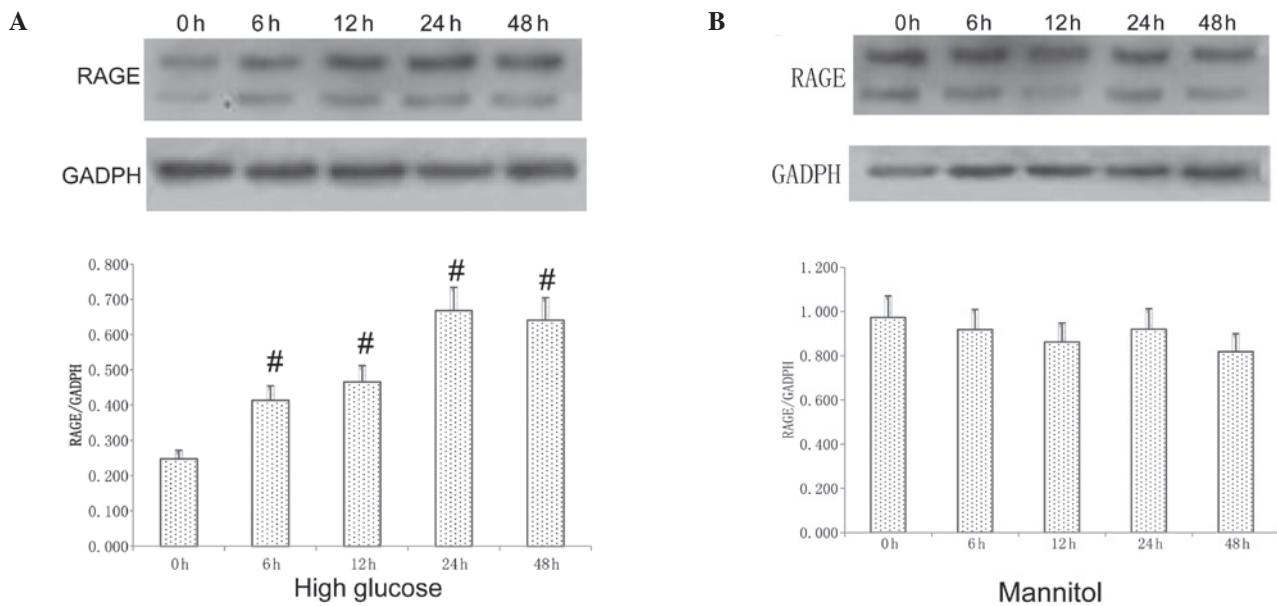 A
0h 6h 12h 24h 48h
RAGE
GADPH
0.800
0.700
0.600
0.500
0.400
0.300
0.200
0.100
0.000
RAGE/GADPH
# # # #
0h 6h 12h 24h 48h
High glucose
B
0h 6h 12h 24h 48h
RAGE
GADPH
1.200
1.000
0.800
0.600
0.400
0.200
0.000
RAGE/GADPH
0h 6h 12h 24h 48h
Mannitol